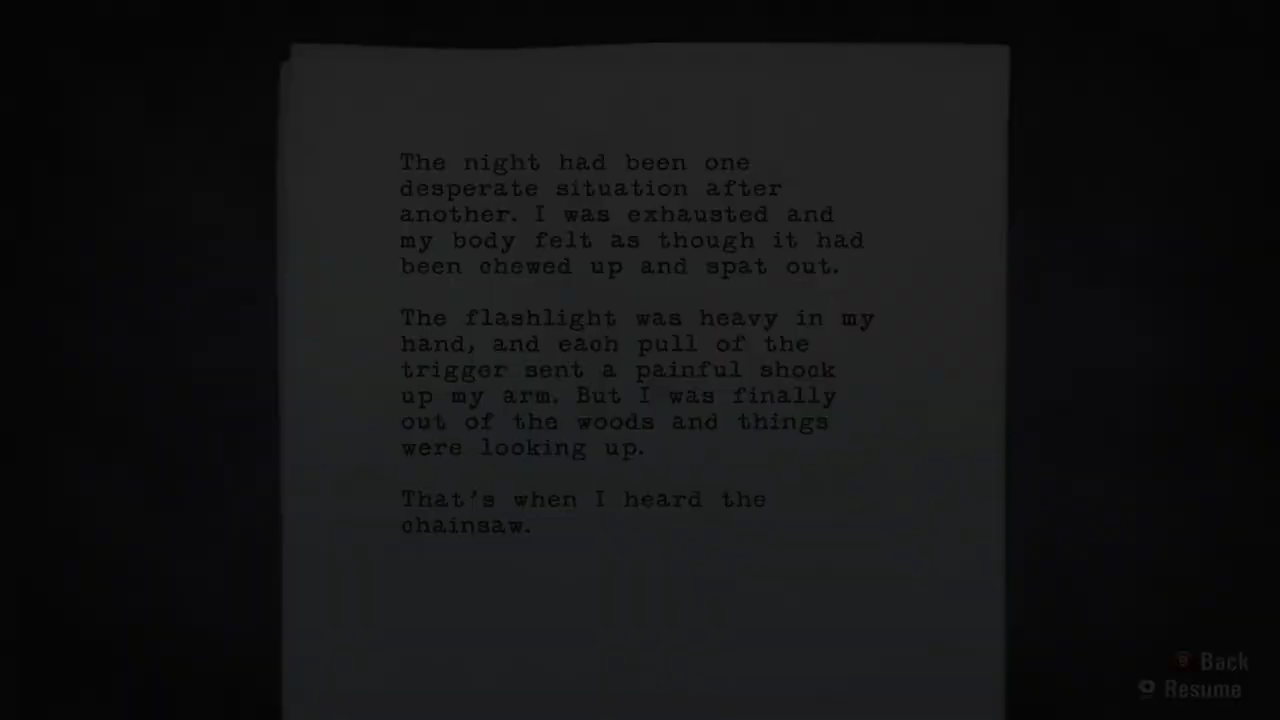 The night had been one
desperate situation after
another. I was exhausted and
my body felt as though it had
been chewed up and spat out.
The flashlight was heavy in my
hand, and each pull of the
trigger sent a painful shock
up my arm. But I was finally
out of the woods and things
were looking up.
That's when I heard the
chainsaw.
Back
Resume